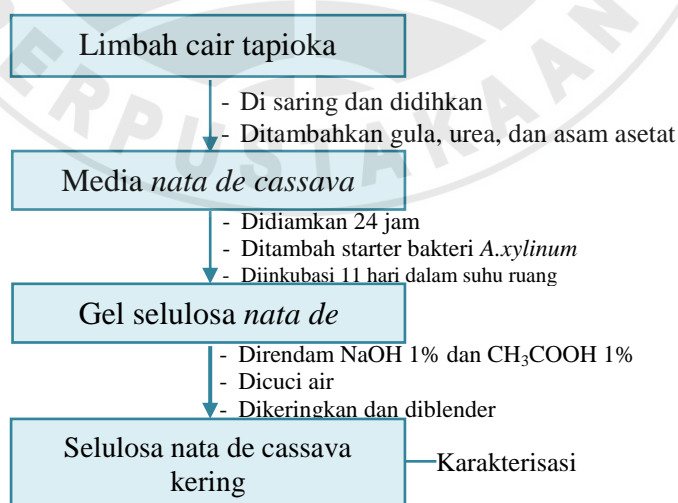 Limbah cair tapioka
- Di saring dan didihkan
- Ditambahkan gula, urea, dan asam asetat
Media nata de cassava
- Didiamkan 24 jam
- Ditambah starter bakteri A.xylinum
- Diinkubasi 11 hari dalam suhu ruang
Gel selulosa nata de
- Direndam NaOH 1% dan CH₃COOH 1%
- Dicuci air
- Dikeringkan dan diblender
Selulosa nata de cassava
kering
Karakterisasi
ERPUSTAKAAN